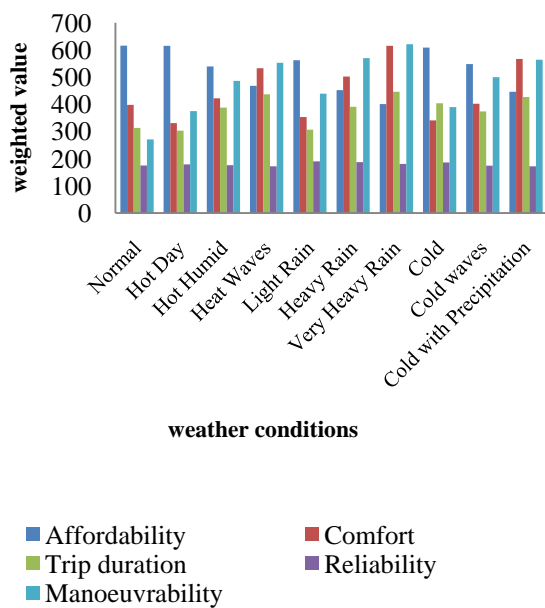 700
600
500
400
300
200
100
0
weighted value
Normal
Hot Day
Hot Humid
Heat Waves
Light Rain
Heavy Rain
Very Heavy Rain
Cold
Cold waves
Cold with Precipitation
weather conditions
Affordability
Comfort
Trip duration
Reliability
Manoeuvrability